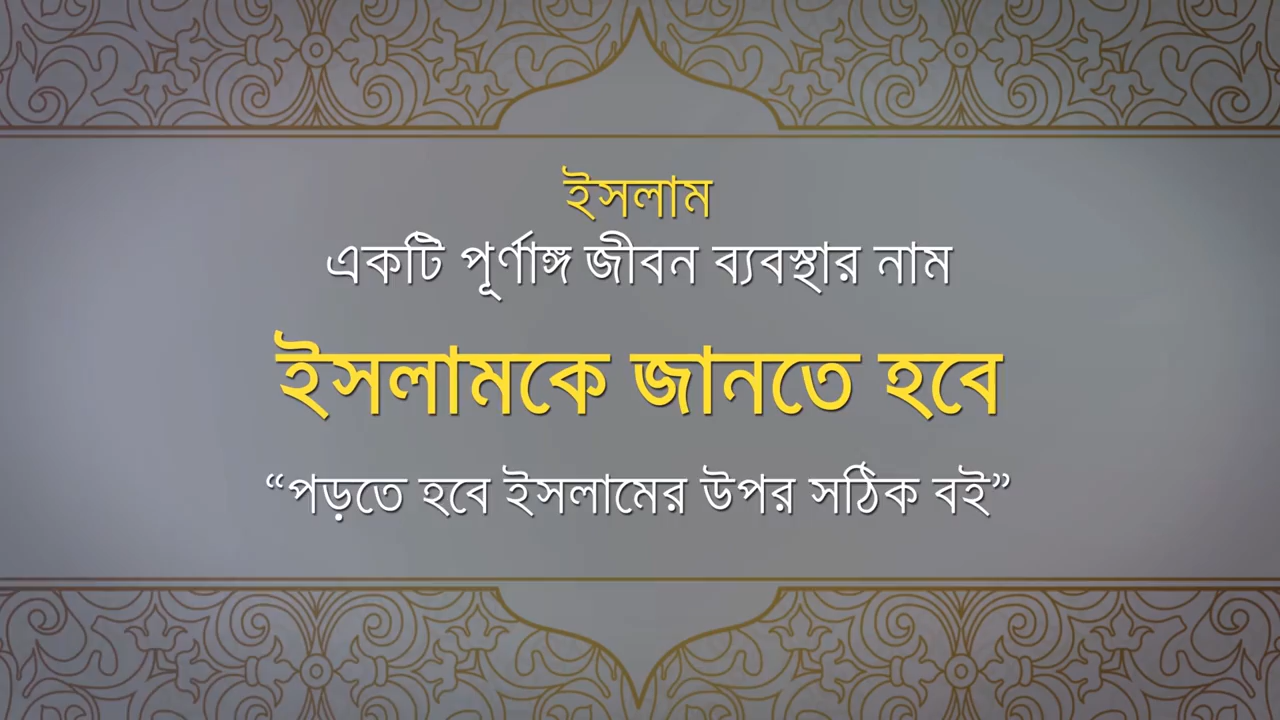 ইসলাম
একটি পূর্ণাঙ্গ জীবন ব্যবস্থার নাম
ইসলামকে জানতে হবে
“পড়তে হবে ইসলামের উপর সঠিক বই”